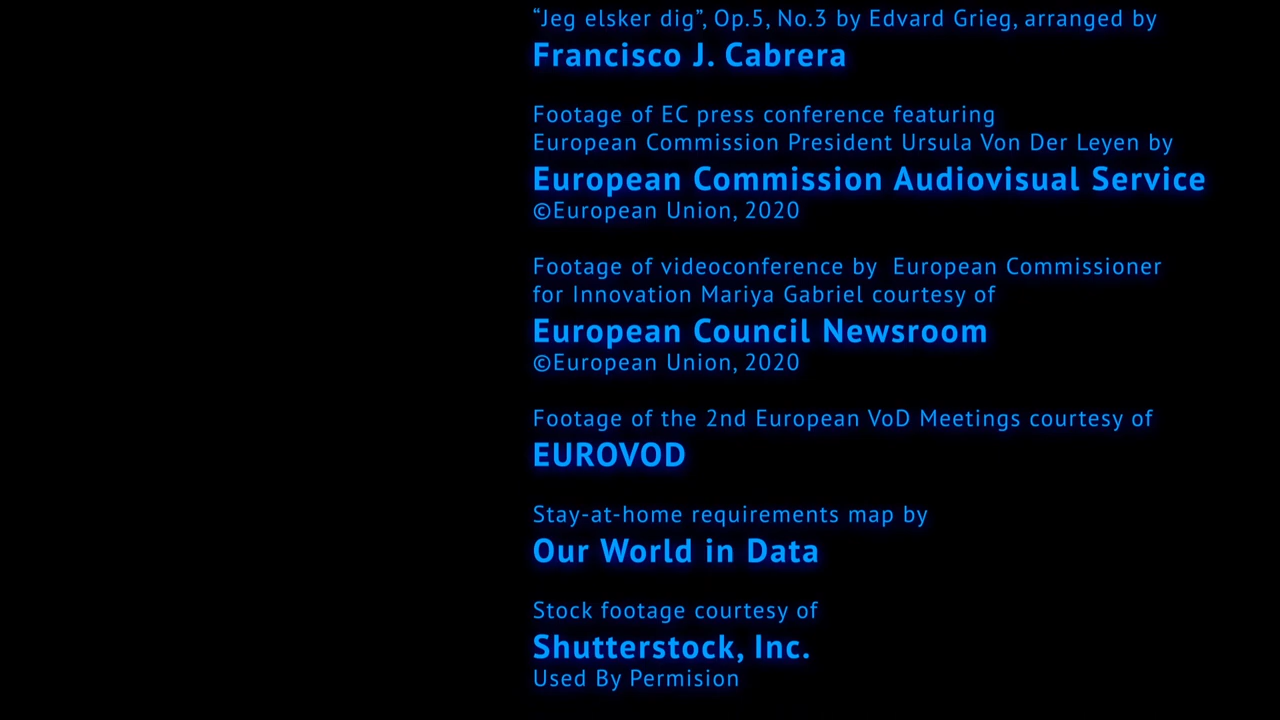 “Jeg elsker dig”, Op.5, No.3 by Edvard Grieg, arranged by
Francisco J. Cabrera
Footage of EC press conference featuring
European Commission President Ursula Von Der Leyen by
European Commission Audiovisual Service
©European Union, 2020
Footage of videoconference by  European Commissioner
for Innovation Mariya Gabriel courtesy of
European Council Newsroom
©European Union, 2020
Footage of the 2nd European VoD Meetings courtesy of
EUROVOD
Stay-at-home requirements map by
Our World in Data
Stock footage courtesy of
Shutterstock, Inc.
Used By Permision